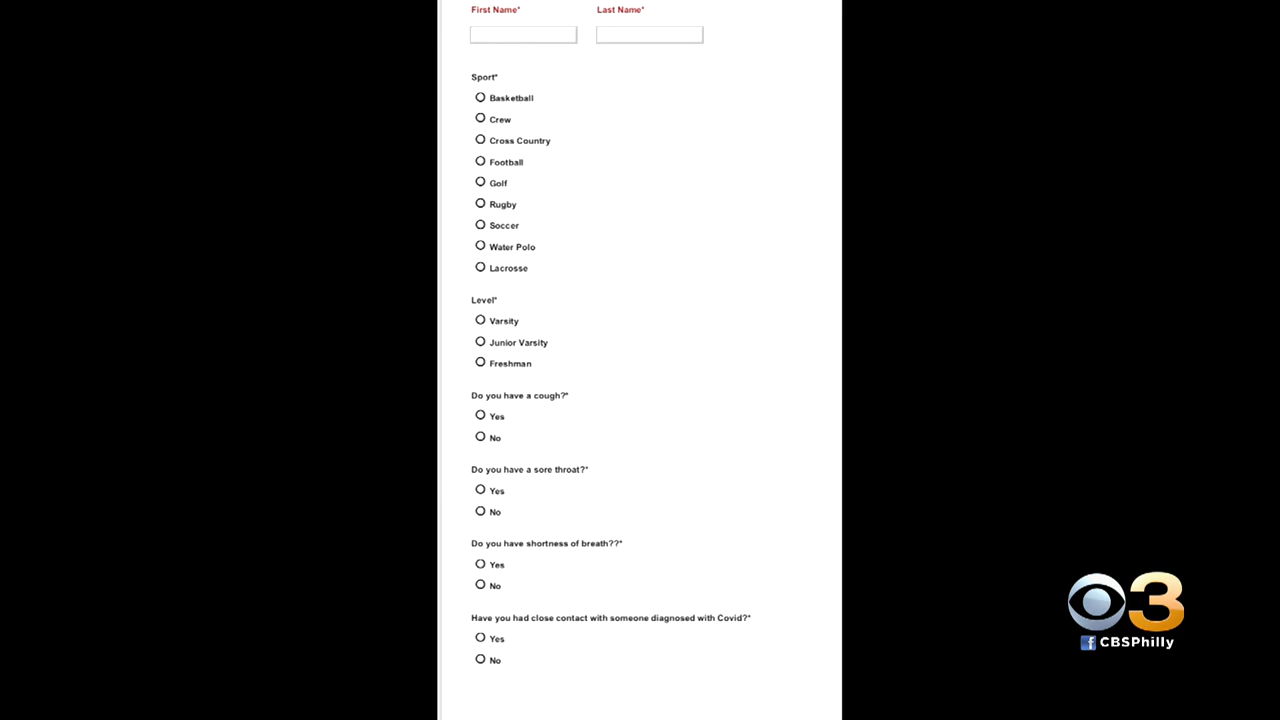 First Name* Last Name*
Sport*
Basketball
Crew
Cross Country
Football
Golf
Rugby
Soccer
Water Polo
Lacrosse
Level*
Varsity
Junior Varsity
Freshman
Do you have a cough?*
Yes
No
Do you have a sore throat?*
Yes
No
Do you have shortness of breath??*
Yes
No
Have you had close contact with someone diagnosed with Covid?*
Yes
No
3
f CBSPhilly